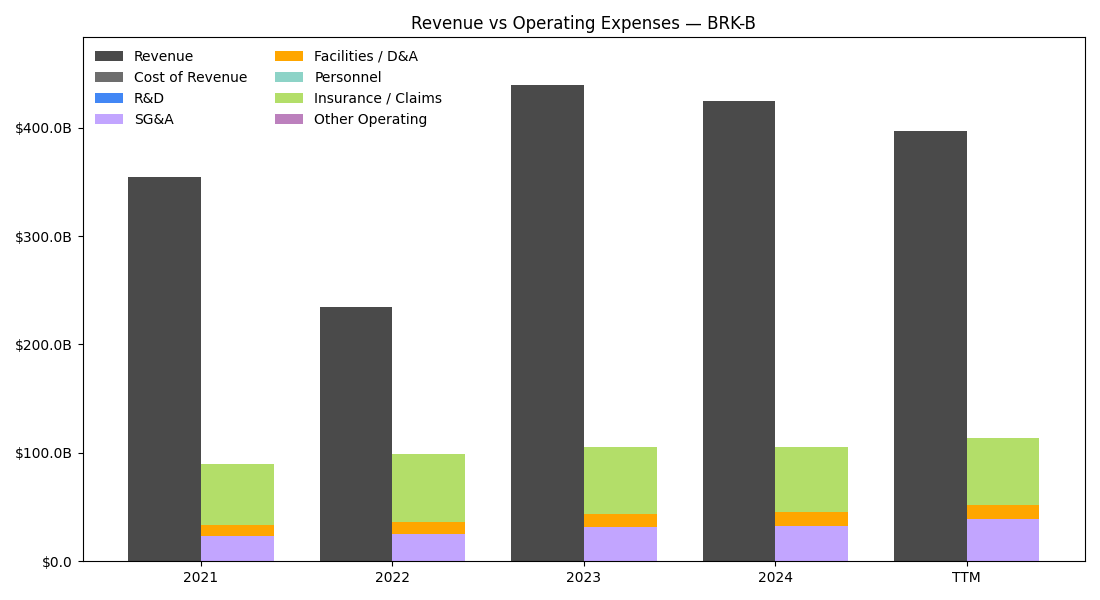 Revenue vs Operating Expenses — BRK-B
Revenue
Cost of Revenue
R&D
SG&A
Facilities / D&A
Personnel
Insurance / Claims
Other Operating
$400.0B
$300.0B
$200.0B
$100.0B
$0.0
2021 2022 2023 2024 TTM